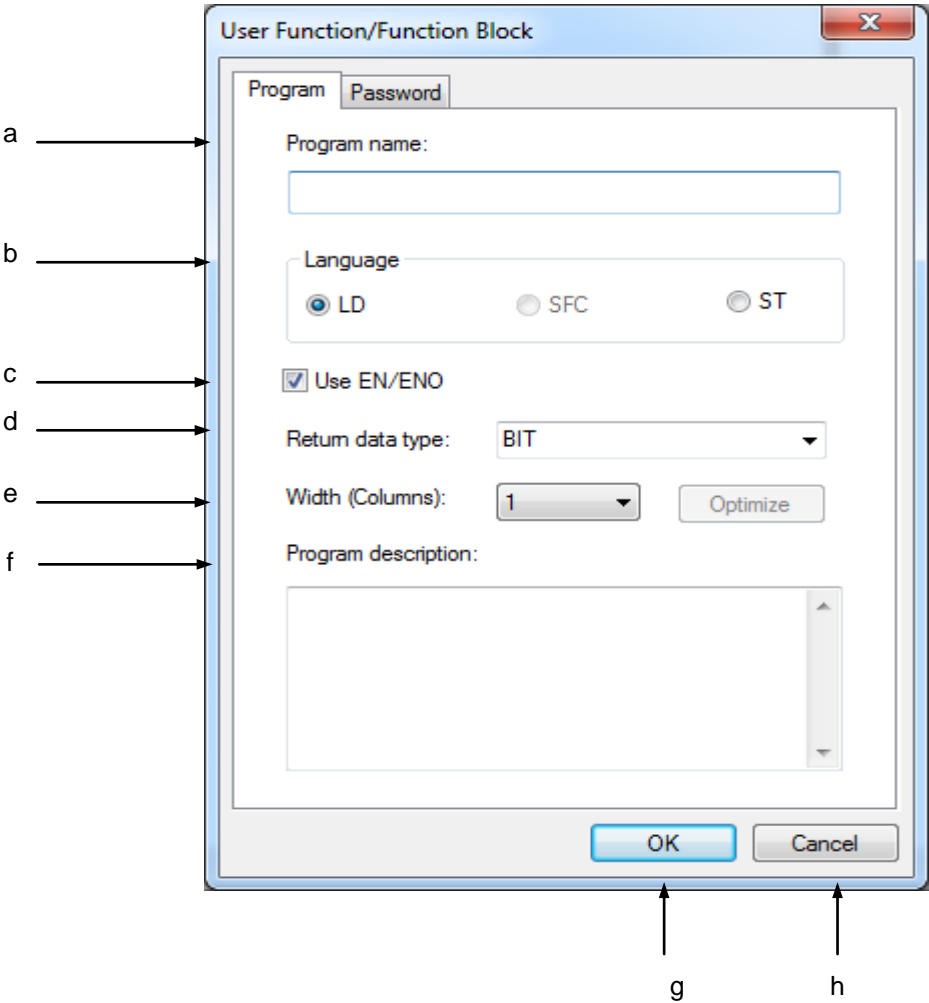 User Function/Function Block
Program Password
a
Program name:
b
Language
LD SFC ST
c
Use EN/ENO
d
Return data type: BIT
e
Width (Columns): 1 Optimize
f
Program description:
OK Cancel
g h